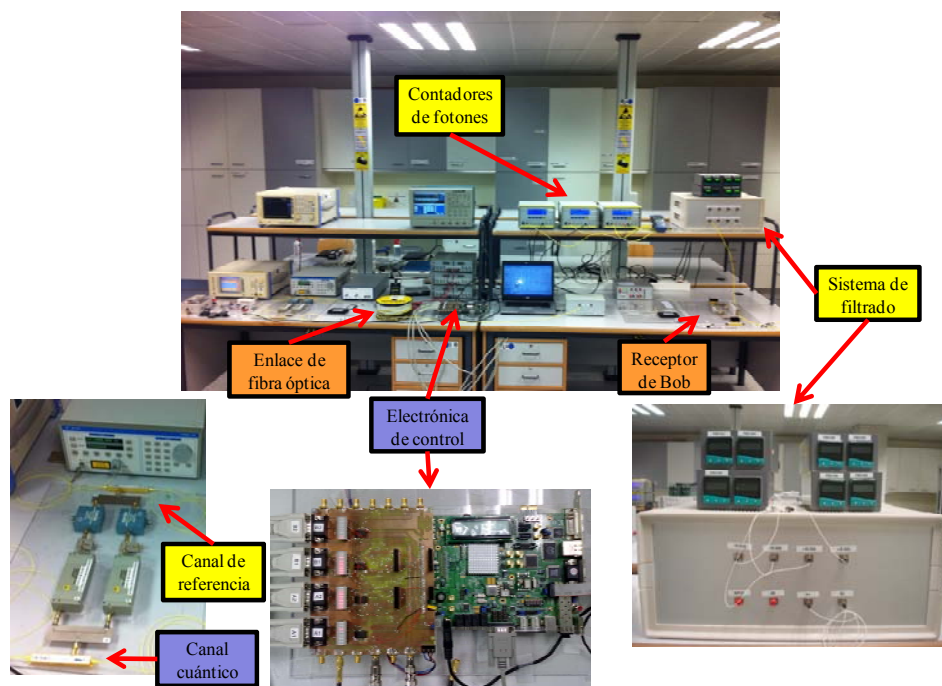 Contadores
de fotones
Sistema de
filtrado
Enlace de
fibra óptica
Receptor
de Bob
Electrónica
de control
Canal de
referencia
Canal
cuántico